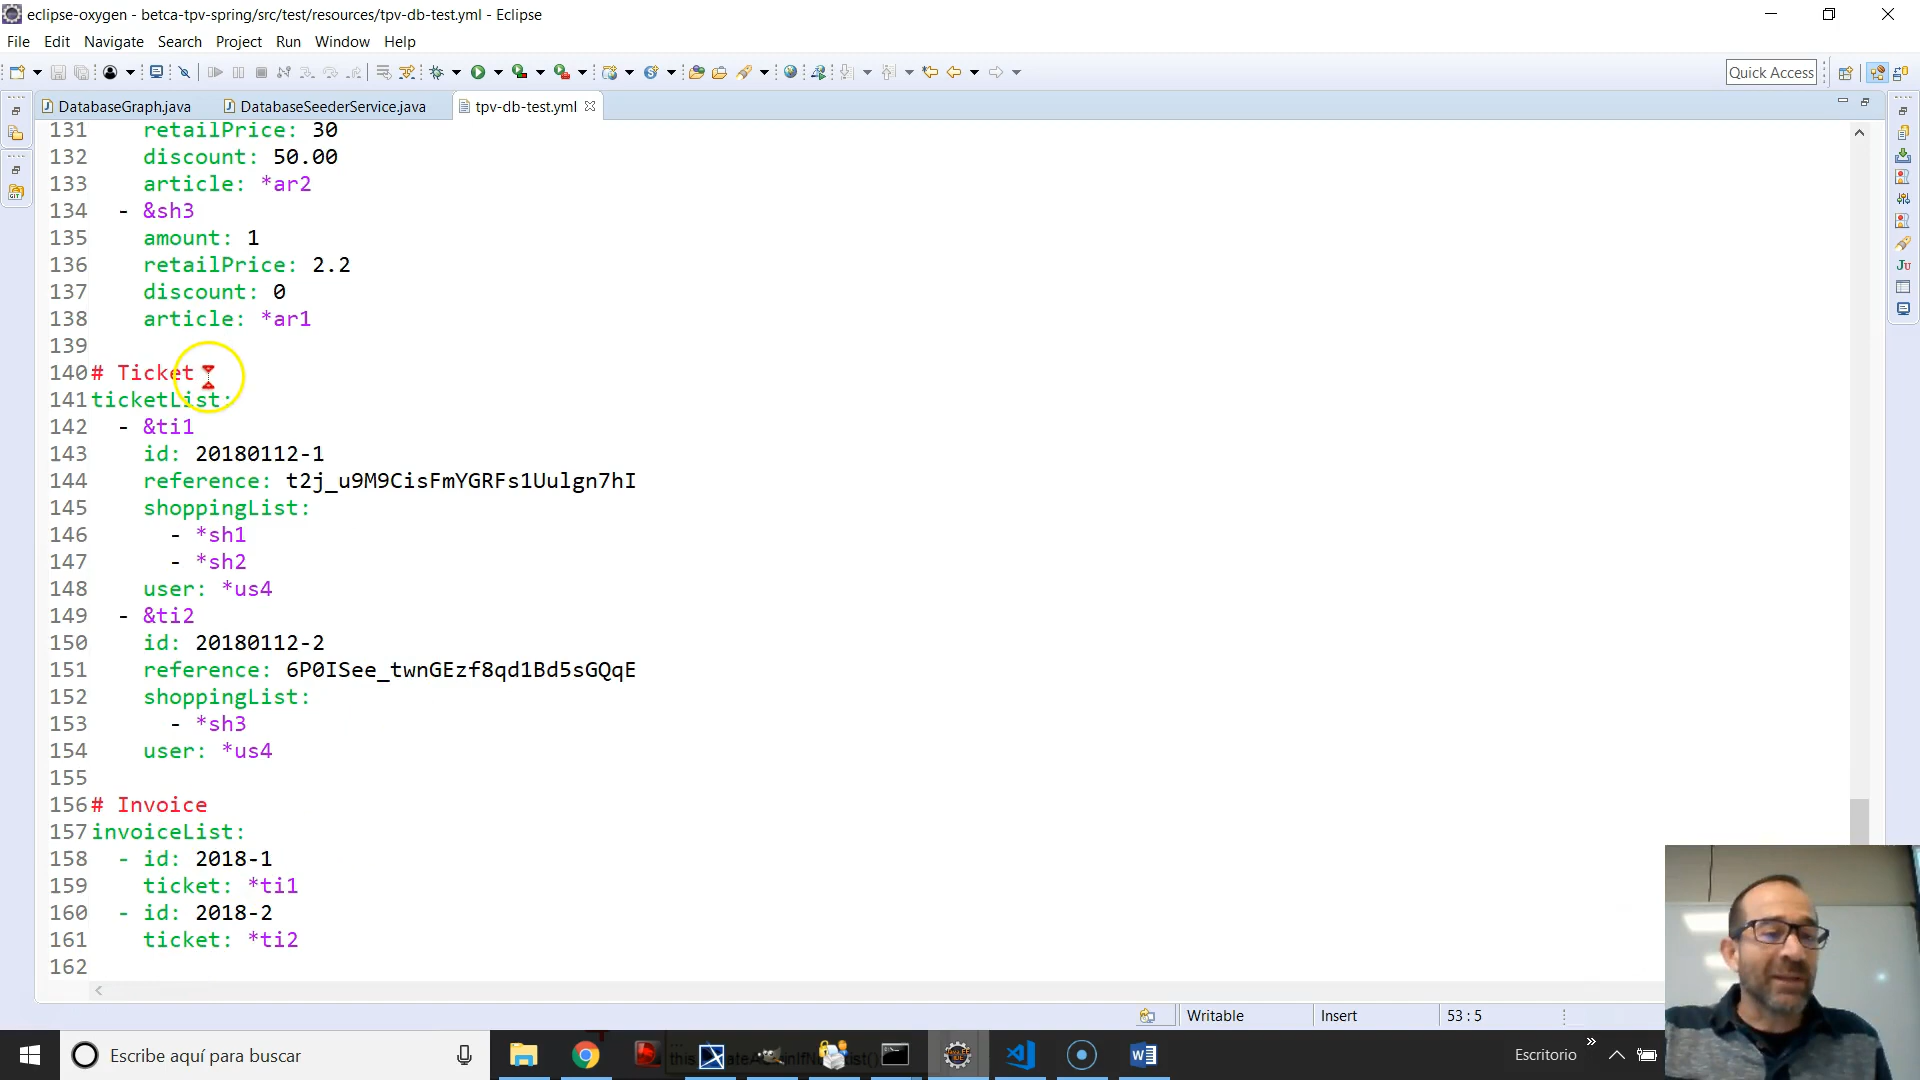 eclipse-oxygen - betca-tpv-spring/src/test/resources/tpv-db-test.yml - Eclipse
File Edit Navigate Search Project Run Window Help
Quick Access
DatabaseGraph.java DatabaseSeederService.java tpv-db-test.yml
131 retailPrice: 30
132 discount: 50.00
133 article: *ar2
134 - &sh3
135 amount: 1
136 retailPrice: 2.2
137 discount: 0
138 article: *ar1
139
140 # Ticket
141 ticketList:
142 - &ti1
143 id: 20180112-1
144 reference: t2j_u9M9CisFmYGRFs1Uulgn7hI
145 shoppingList:
146 - *sh1
147 - *sh2
148 user: *us4
149 - &ti2
150 id: 20180112-2
151 reference: 6P0ISee_twnGEzf8qd1Bd5sGQqE
152 shoppingList:
153 - *sh3
154 user: *us4
155
156 # Invoice
157 invoiceList:
158 - id: 2018-1
159 ticket: *ti1
160 - id: 2018-2
161 ticket: *ti2
162
Writable Insert 53 : 5
Escribe aquí para buscar
Escritorio